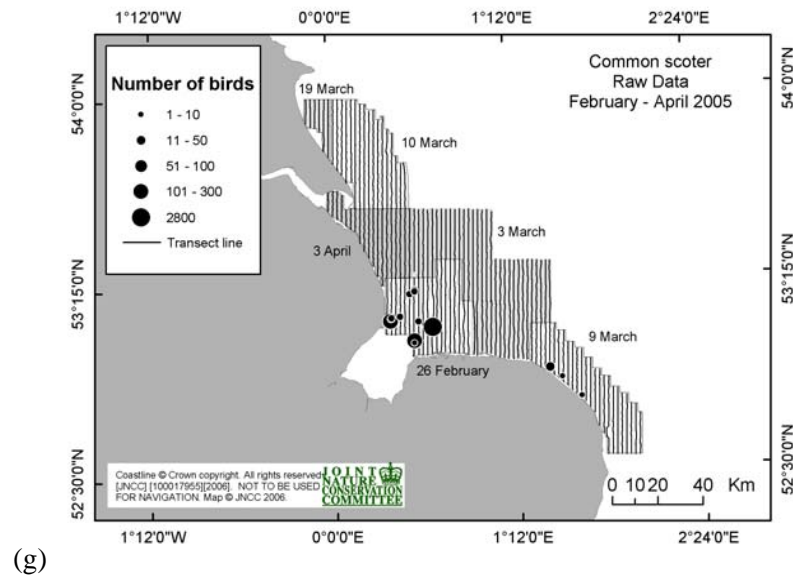 1°12'0"W 0°0'0"E 1°12'0"E 2°24'0"E
Common scoter
Raw Data
February - April 2005
Number of birds
1 - 10
11 - 50
51 - 100
101 - 300
2800
Transect line
19 March
10 March
3 March
3 April
9 March
26 February
54°0'0"N
53°15'0"N
52°30'0"N
54°0'0"N
53°15'0"N
52°30'0"N
Coastline © Crown copyright. All rights reserved
[JNCC] [100017955][2006]. NOT TO BE USED
FOR NAVIGATION. Map © JNCC 2006.
JOINT
NATURE
CONSERVATION
COMMITTEE
0 10 20 40 Km
1°12'0"W 0°0'0"E 1°12'0"E 2°24'0"E
(g)